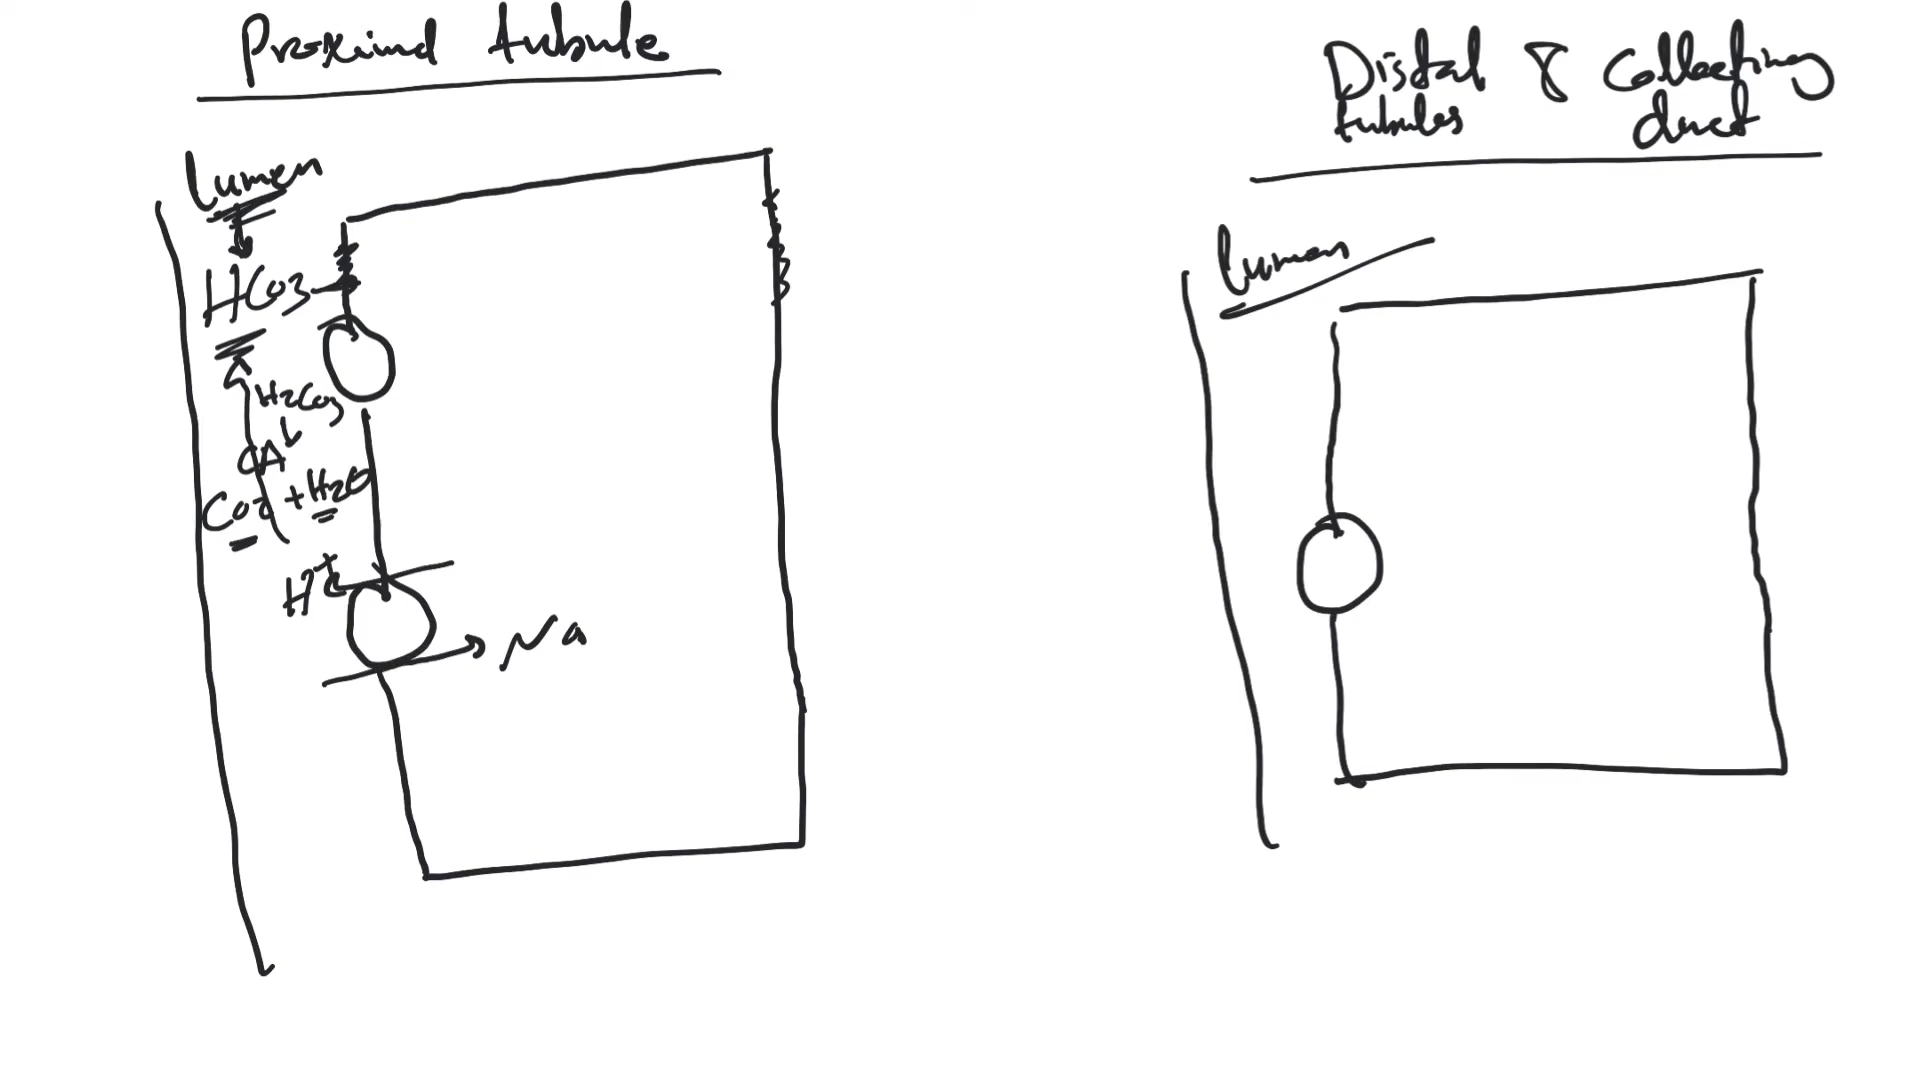 Proximal tubule
Lumen
HCO3
H2CO3
CA
CO2 + H2O
H+
Na
Distal & Collecting
tubules duct
lumen